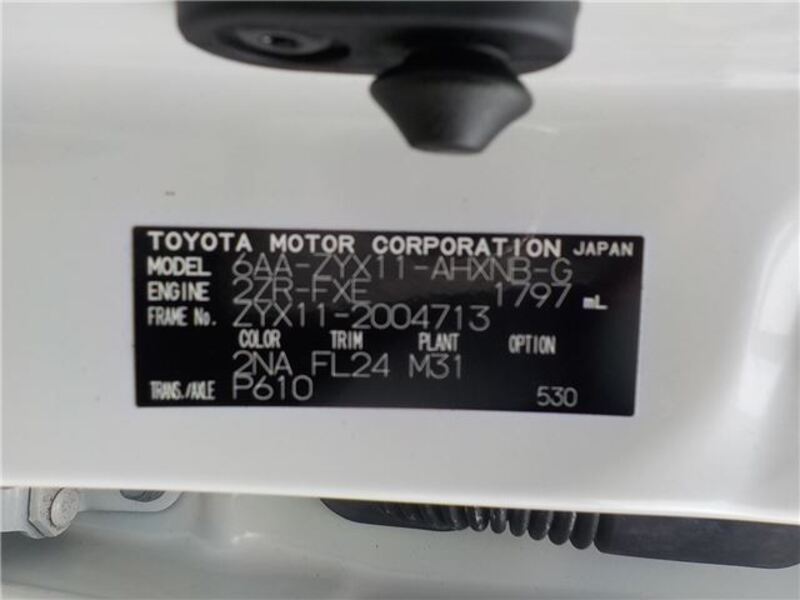 TOYOTA MOTOR CORPORATION JAPAN
MODEL 6AA-ZYX11-AHXNB-G
ENGINE 2ZR-FXE 1797 mL
FRAME No. ZYX11-2004713
COLOR TRIM PLANT OPTION
2NA FL24 M31
TRANS./AXLE P610 530